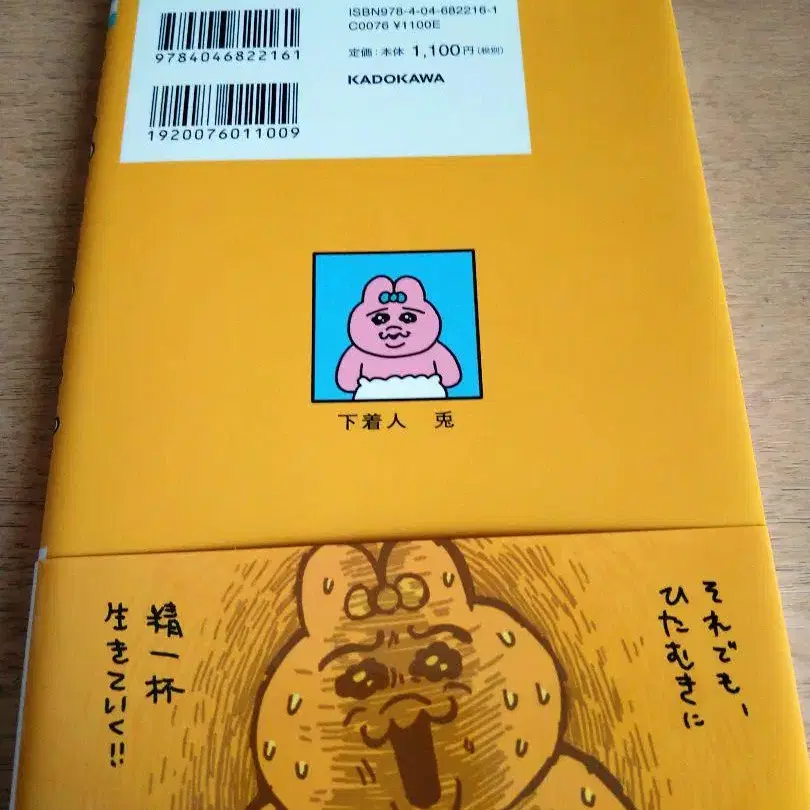 ISBN978-4-04-682216-1
C0076 ¥1100E
定価：本体 1,100円（税別）
KADOKAWA
9784046822161
1920076011009
下着人 兎
それでも、
ひたむきに
精一杯
生きていく!!